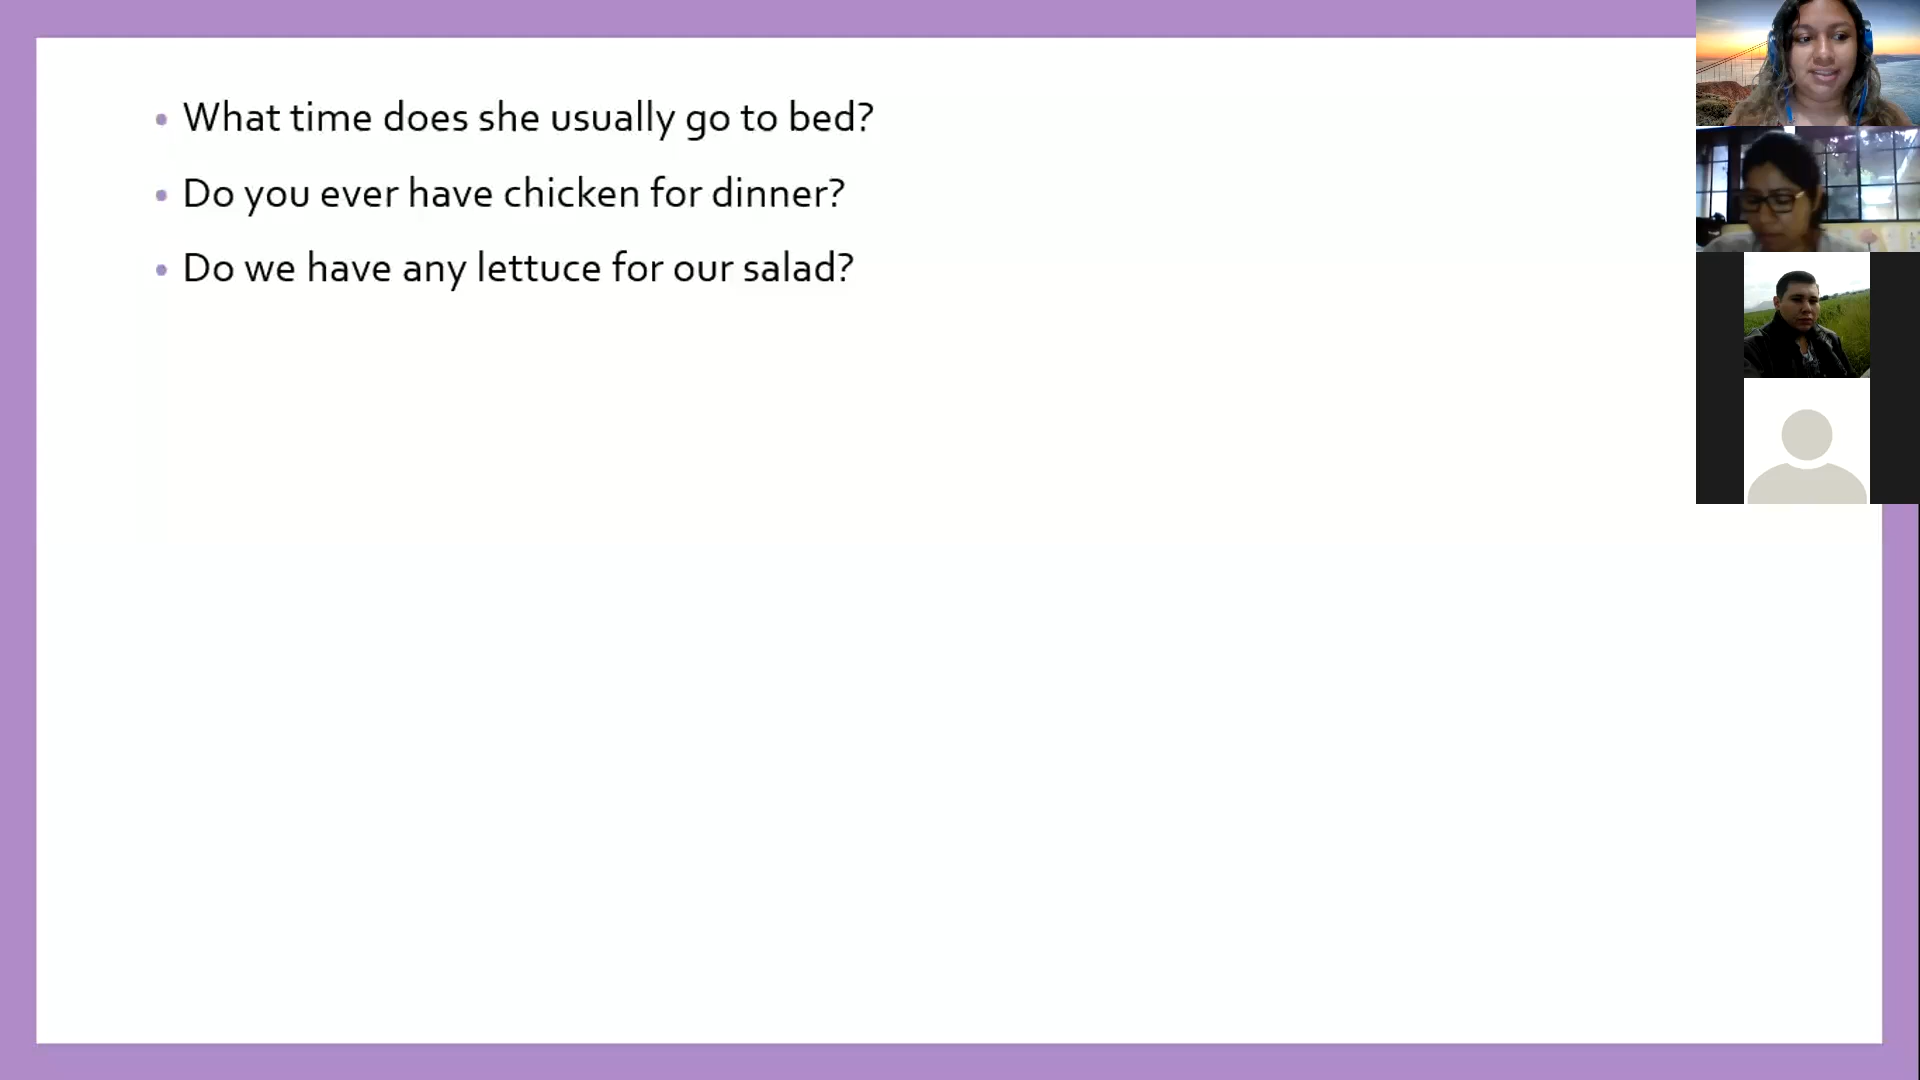 • What time does she usually go to bed?
• Do you ever have chicken for dinner?
• Do we have any lettuce for our salad?